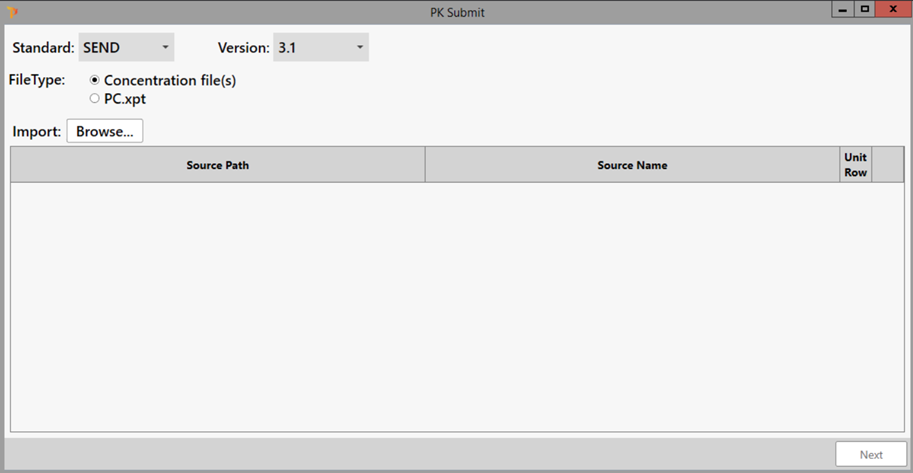 PK Submit
Standard: SEND Version: 3.1
FileType: Concentration file(s)
PC.xpt
Import: Browse...
Source Path Source Name Unit Row
Next